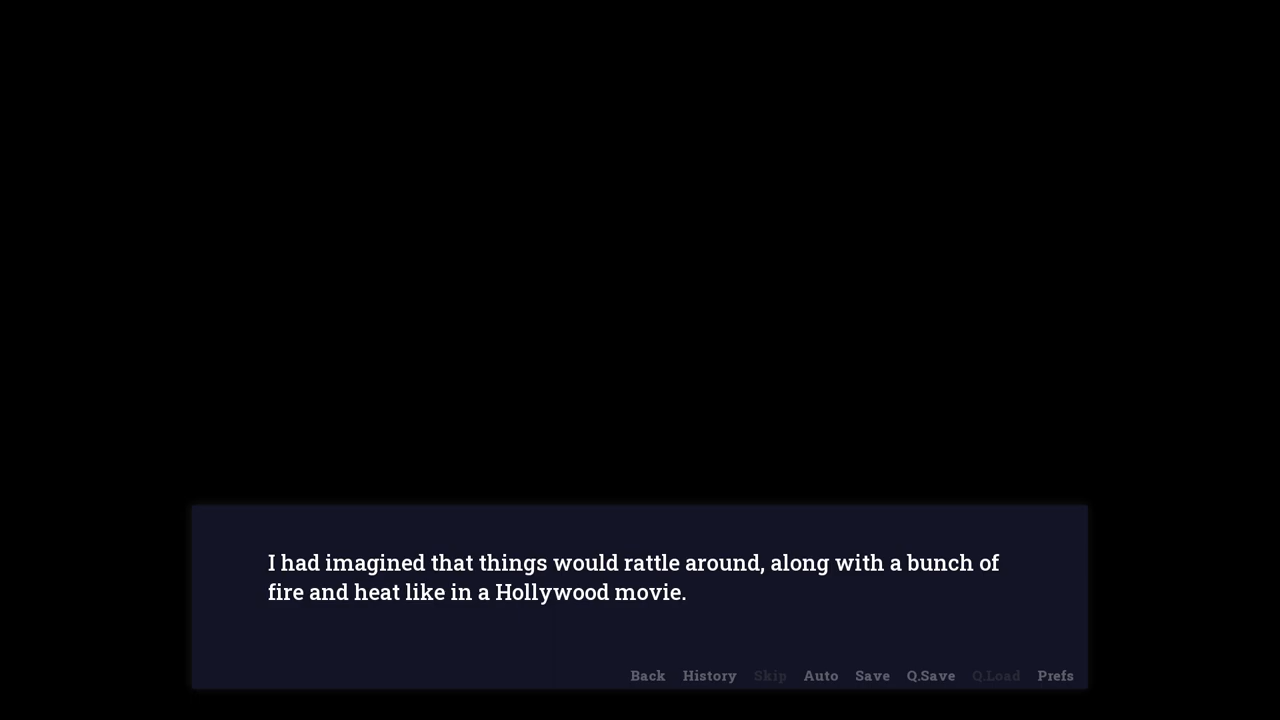 I had imagined that things would rattle around, along with a bunch of
fire and heat like in a Hollywood movie.
Back History Skip Auto Save Q.Save Q.Load Prefs